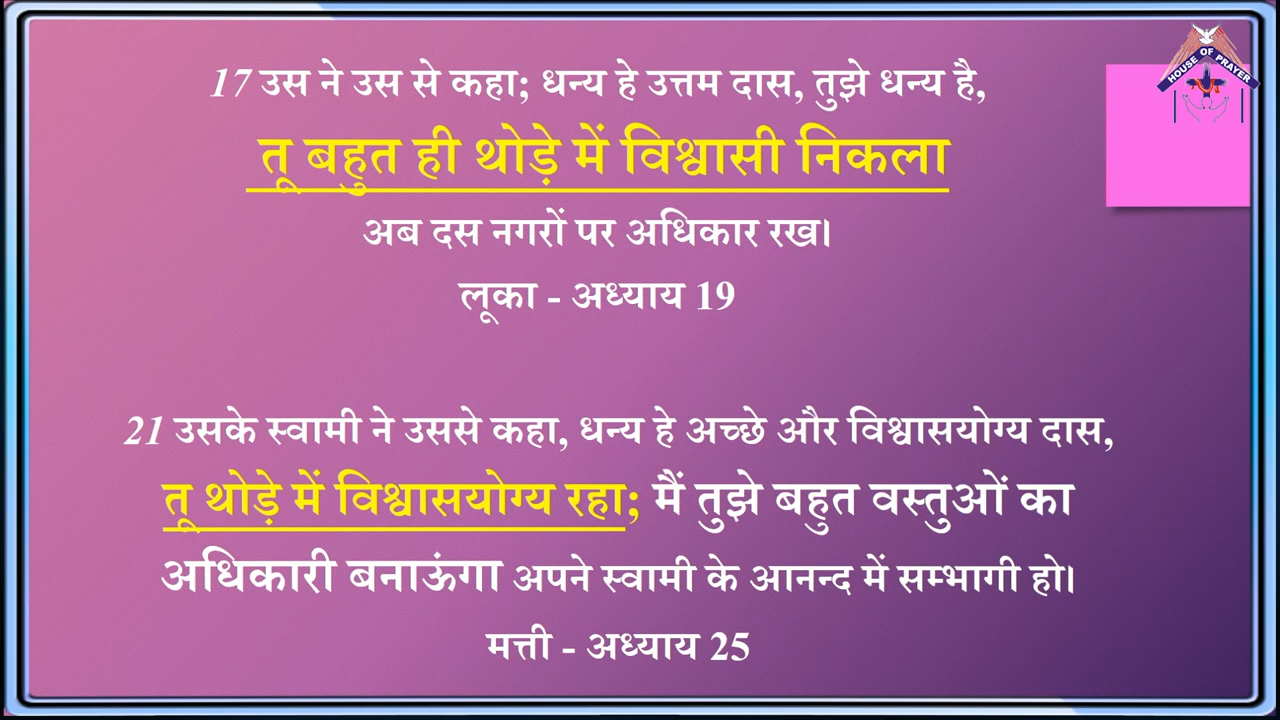 HOUSE OF PRAYER
17 उस ने उस से कहा; धन्य हे उत्तम दास, तुझे धन्य है,
तू बहुत ही थोड़े में विश्वासी निकला
अब दस नगरों पर अधिकार रख।
लूका - अध्याय 19
21 उसके स्वामी ने उससे कहा, धन्य हे अच्छे और विश्वासयोग्य दास,
तू थोड़े में विश्वासयोग्य रहा; मैं तुझे बहुत वस्तुओं का
अधिकारी बनाऊंगा अपने स्वामी के आनन्द में सम्भागी हो।
मत्ती - अध्याय 25